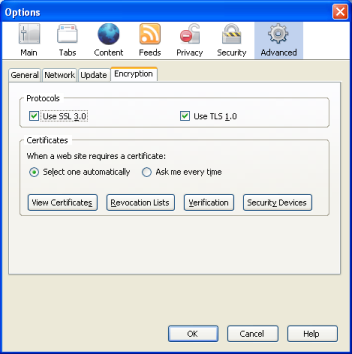 Options
Main Tabs Content Feeds Privacy Security Advanced
General Network Update Encryption
Protocols
Use SSL 3.0 Use TLS 1.0
Certificates
When a web site requires a certificate:
Select one automatically Ask me every time
View Certificates Revocation Lists Verification Security Devices
OK Cancel Help